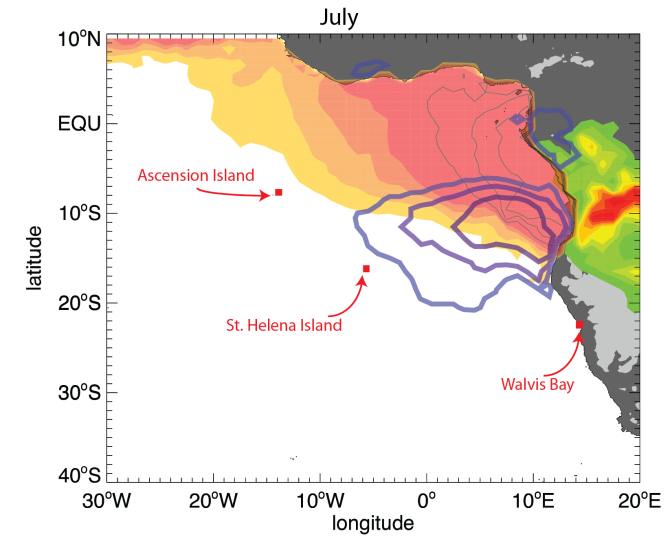 July
10°N
EQU
10°S
20°S
30°S
40°S
latitude
Ascension Island
St. Helena Island
Walvis Bay
30°W
20°W
10°W
0°
10°E
20°E
longitude